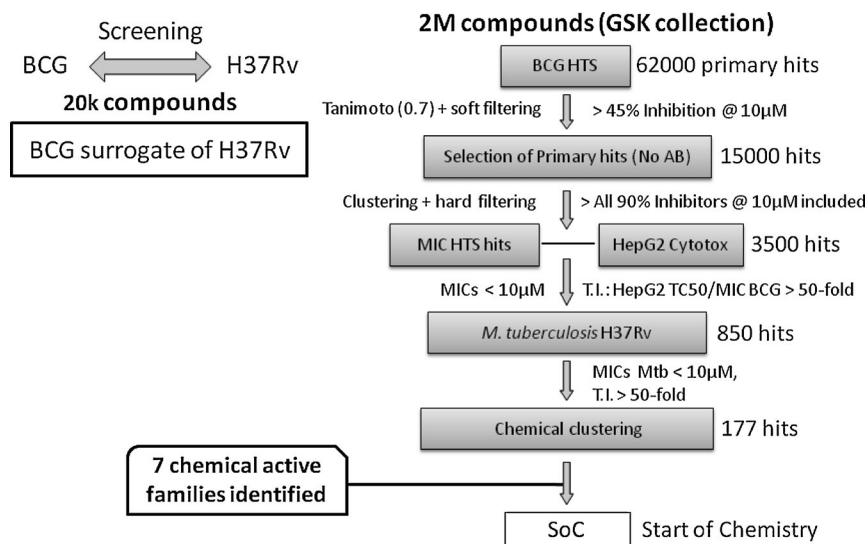 Screening
BCG H37Rv
20k compounds
BCG surrogate of H37Rv
2M compounds (GSK collection)
BCG HTS 62000 primary hits
Tanimoto (0.7) + soft filtering > 45% Inhibition @ 10µM
Selection of Primary hits (No AB) 15000 hits
Clustering + hard filtering > All 90% Inhibitors @ 10µM included
MIC HTS hits HepG2 Cytotox 3500 hits
MICs < 10µM T.I.: HepG2 TC50/MIC BCG > 50-fold
M. tuberculosis H37Rv 850 hits
MICs Mtb < 10µM,
T.I. > 50-fold
Chemical clustering 177 hits
7 chemical active
families identified
SoC Start of Chemistry